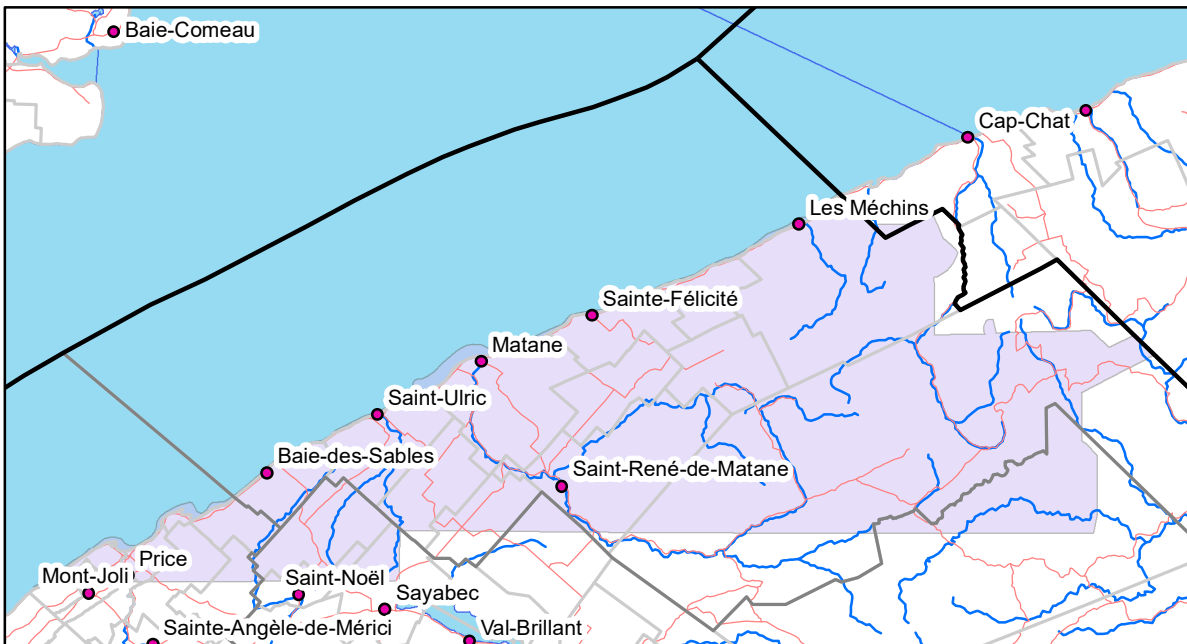 Baie-Comeau
Cap-Chat
Les Méchins
Sainte-Félicité
Matane
Saint-Ulric
Baie-des-Sables
Saint-René-de-Matane
Price
Mont-Joli
Saint-Noël
Sayabec
Sainte-Angèle-de-Mérici
Val-Brillant